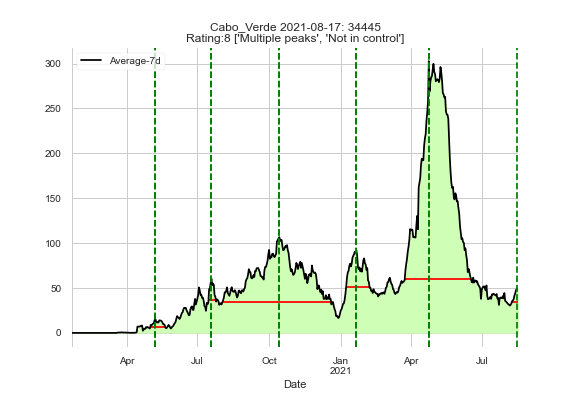 Cabo_Verde 2021-08-17: 34445
Rating:8 ['Multiple peaks', 'Not in control']
Average-7d
300
250
200
150
100
50
0
Apr
Jul
Oct
Jan
2021
Apr
Jul
Date